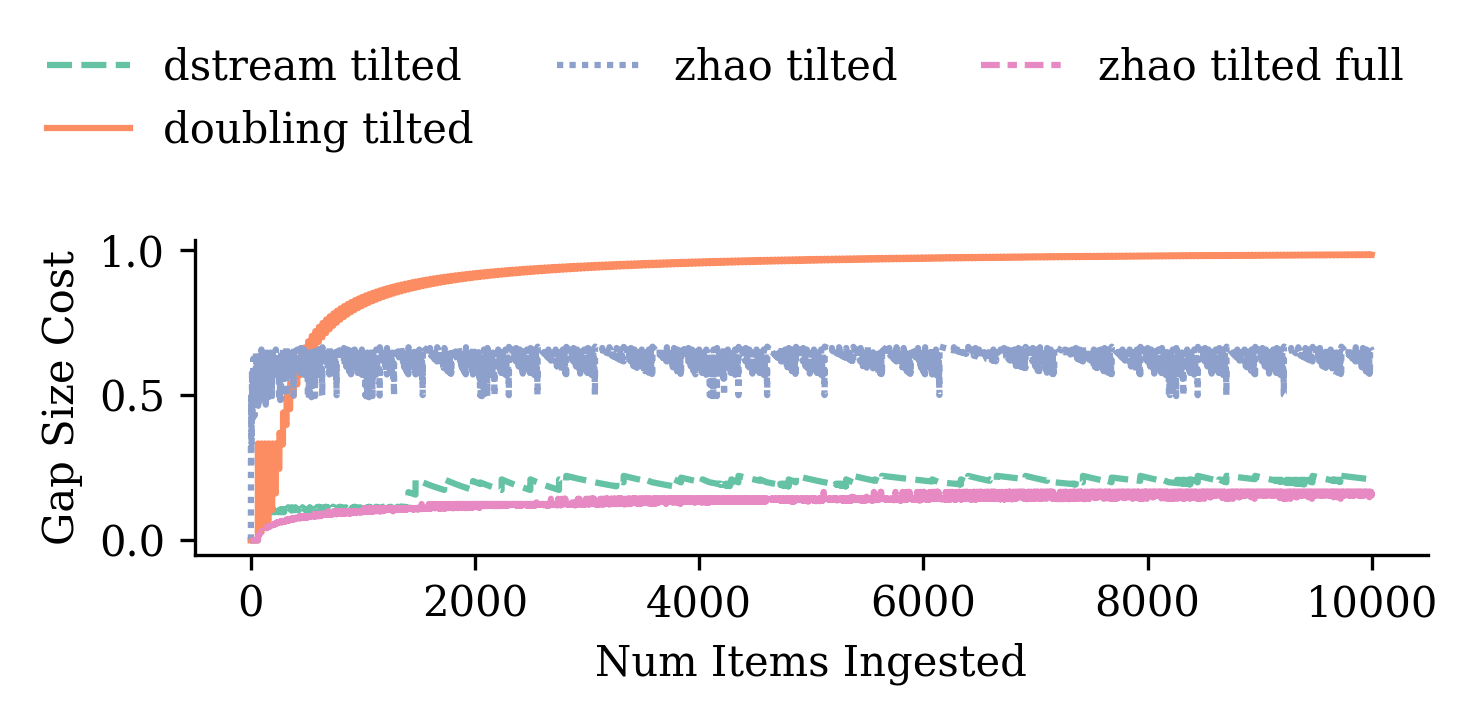 dstream tilted
zhao tilted
zhao tilted full
doubling tilted
Gap Size Cost
1.0
0.5
0.0
0
2000
4000
6000
8000
10000
Num Items Ingested